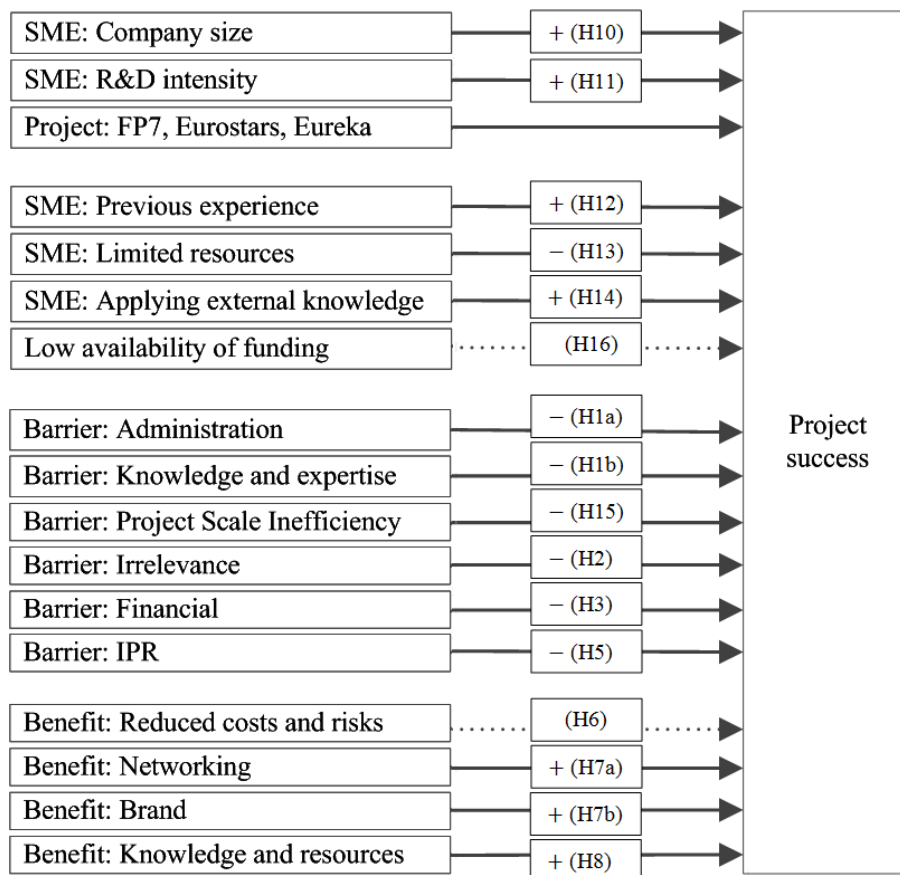 SME: Company size
+ (H10)
SME: R&D intensity
+ (H11)
Project: FP7, Eurostars, Eureka
SME: Previous experience
+ (H12)
SME: Limited resources
− (H13)
SME: Applying external knowledge
+ (H14)
Low availability of funding
(H16)
Barrier: Administration
− (H1a)
Barrier: Knowledge and expertise
− (H1b)
Barrier: Project Scale Inefficiency
− (H15)
Barrier: Irrelevance
− (H2)
Barrier: Financial
− (H3)
Barrier: IPR
− (H5)
Benefit: Reduced costs and risks
(H6)
Benefit: Networking
+ (H7a)
Benefit: Brand
+ (H7b)
Benefit: Knowledge and resources
+ (H8)
Project
success